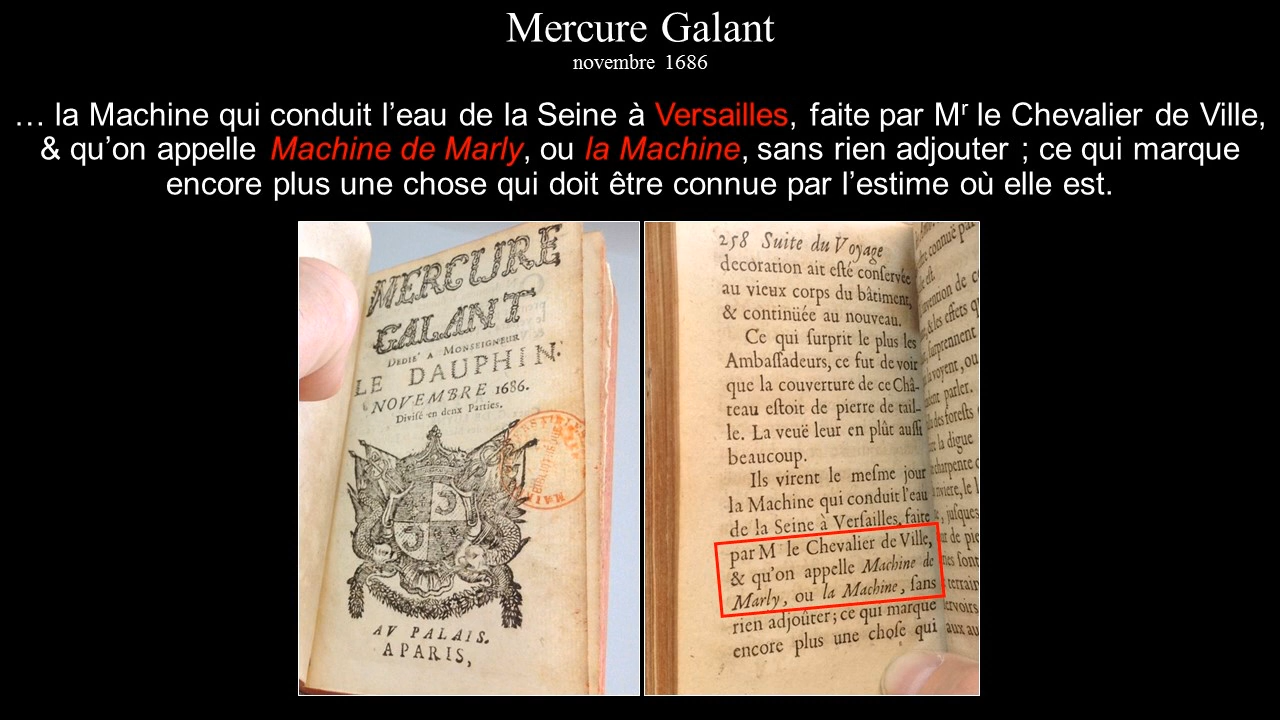 Mercure Galant
novembre 1686
… la Machine qui conduit l’eau de la Seine à Versailles, faite par Mʳ le Chevalier de Ville,
& qu’on appelle Machine de Marly, ou la Machine, sans rien adjouter ; ce qui marque
encore plus une chose qui doit être connue par l’estime où elle est.
MERCURE
GALANT
DEDIE' A MONSEIGNEUR
LE DAUPHIN
NOVEMBRE 1686.
Divisé en deux Parties.
AV PALAIS.
A PARIS,
258 Suite du Voyage
decoration ait eſté conſervée
au vieux corps du bâtiment,
& continüée au nouveau.
Ce qui ſurprit le plus les
Ambaſſadeurs, ce fut de voir
que la couverture de ce Châ-
teau eſtoit de pierre de tail-
le. La veuë leur en plût auſſi
beaucoup.
Ils virent le meſme jour
la Machine qui conduit l'eau
de la Seine à Verſailles, faite
par Mʳ le Chevalier de Ville,
& qu'on appelle Machine de
Marly, ou la Machine, ſans
rien adjoûter ; ce qui marque
encore plus une choſe qui